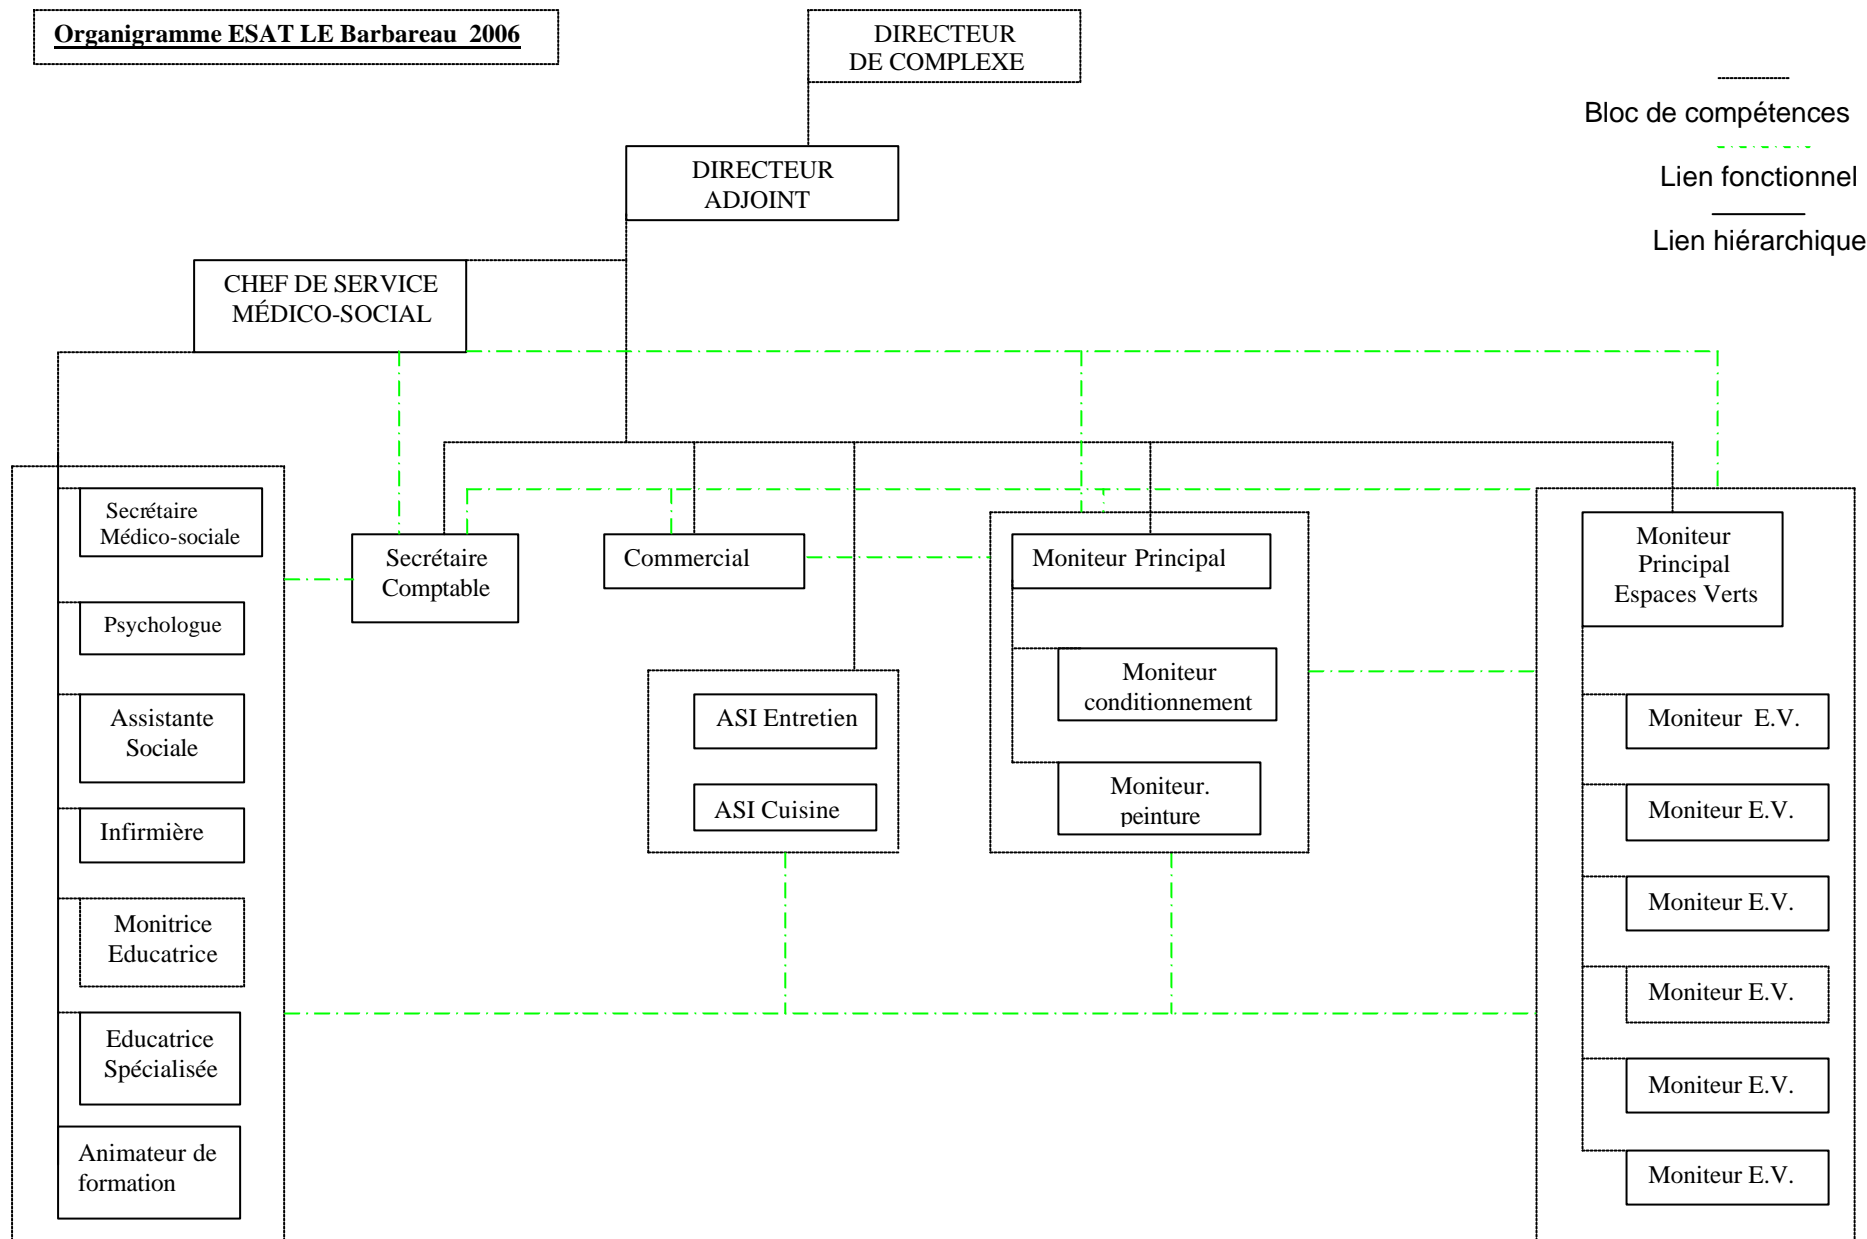 Organigramme ESAT LE Barbareau 2006
DIRECTEUR
DE COMPLEXE
Bloc de compétences
Lien fonctionnel
Lien hiérarchique
DIRECTEUR
ADJOINT
CHEF DE SERVICE
MÉDICO-SOCIAL
Secrétaire
Médico-sociale
Psychologue
Assistante
Sociale
Infirmière
Monitrice
Educatrice
Educatrice
Spécialisée
Animateur de
formation
Secrétaire
Comptable
Commercial
ASI Entretien
ASI Cuisine
Moniteur Principal
Moniteur
conditionnement
Moniteur.
peinture
Moniteur
Principal
Espaces Verts
Moniteur E.V.
Moniteur E.V.
Moniteur E.V.
Moniteur E.V.
Moniteur E.V.
Moniteur E.V.